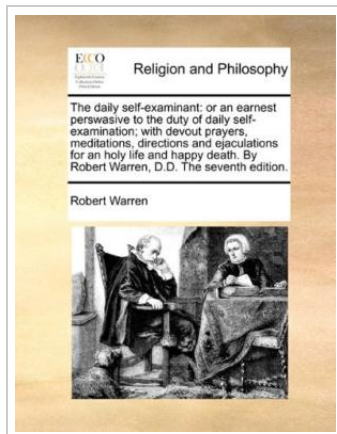 ECCO
Religion and Philosophy
The daily self-examinant: or an earnest
perswasive to the duty of daily self-
examination; with devout prayers,
meditations, directions and ejaculations
for an holy life and happy death. By
Robert Warren, D.D. The seventh edition.
Robert Warren